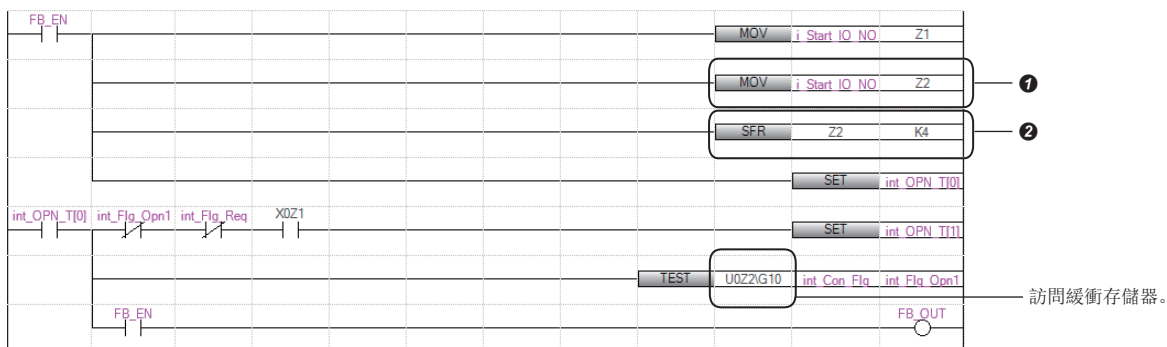 FB_EN
MOV i_Start_IO_NO Z1
MOV i_Start_IO_NO Z2 ❶
SFR Z2 K4 ❷
SET int_OPN_T[0]
int_OPN_T[0] int_Flg_Opn1 int_Flg_Req X0Z1
SET int_OPN_T[1]
TEST U0Z2\G10 int_Con_Flg int_Flg_Opn1
訪問緩衝存儲器。
FB_EN FB_OUT